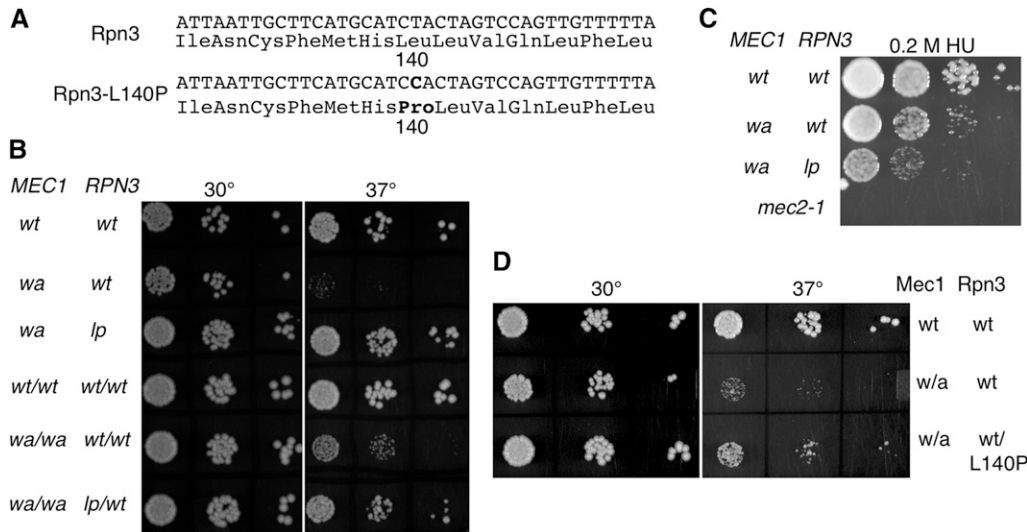 A
Rpn3
ATTAATTGCTTCATGCATCTACTAGTCCAGTTGTTTTTA
IleAsnCysPheMetHisLeuLeuValGlnLeuPheLeu
140
Rpn3-L140P
ATTAATTGCTTCATGCATCCACTAGTCCAGTTGTTTTTA
IleAsnCysPheMetHisProLeuValGlnLeuPheLeu
140
B
MEC1 RPN3 30° 37°
wt wt
wa wt
wa lp
wt/wt wt/wt
wa/wa wt/wt
wa/wa lp/wt
C
MEC1 RPN3 0.2 M HU
wt wt
wa wt
wa lp
mec2-1
D
30° 37° Mec1 Rpn3
wt wt
w/a wt
w/a wt/
L140P